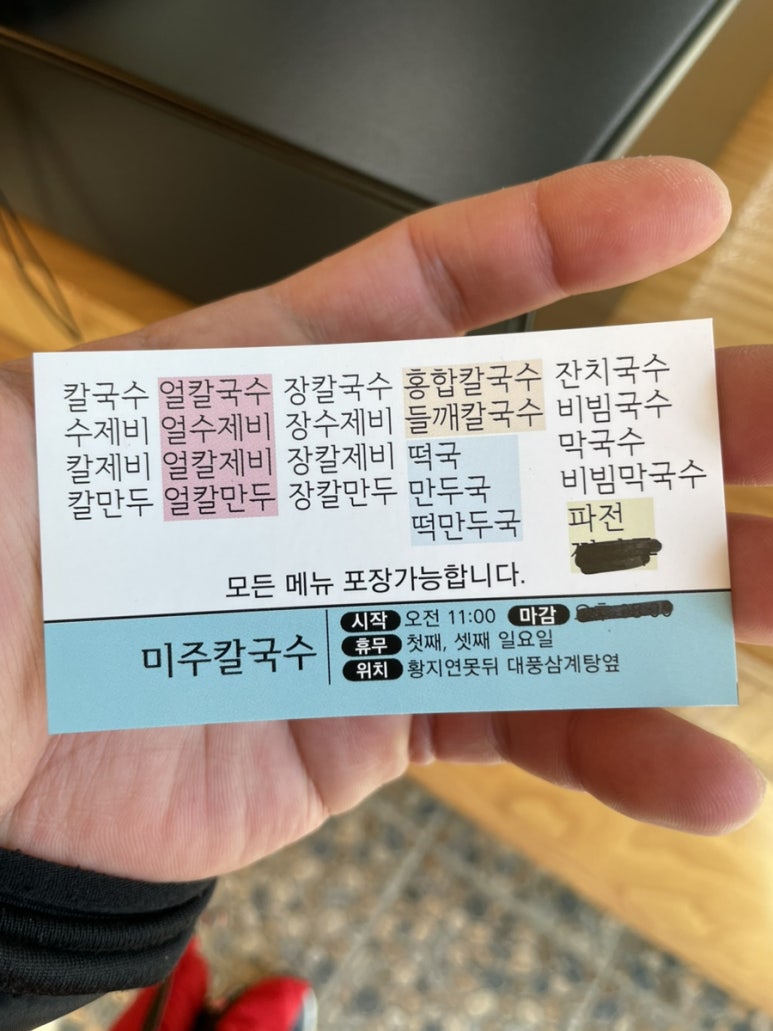 칼국수 얼칼국수 장칼국수 홍합칼국수 잔치국수
수제비 얼수제비 장수제비 들깨칼국수 비빔국수
칼제비 얼칼제비 장칼제비 떡국 막국수
칼만두 얼칼만두 장칼만두 만두국 비빔막국수
떡만두국 파전
모든 메뉴 포장가능합니다.
미주칼국수
시작 오전 11:00 마감
휴무 첫째, 셋째 일요일
위치 황지연못뒤 대풍삼계탕옆